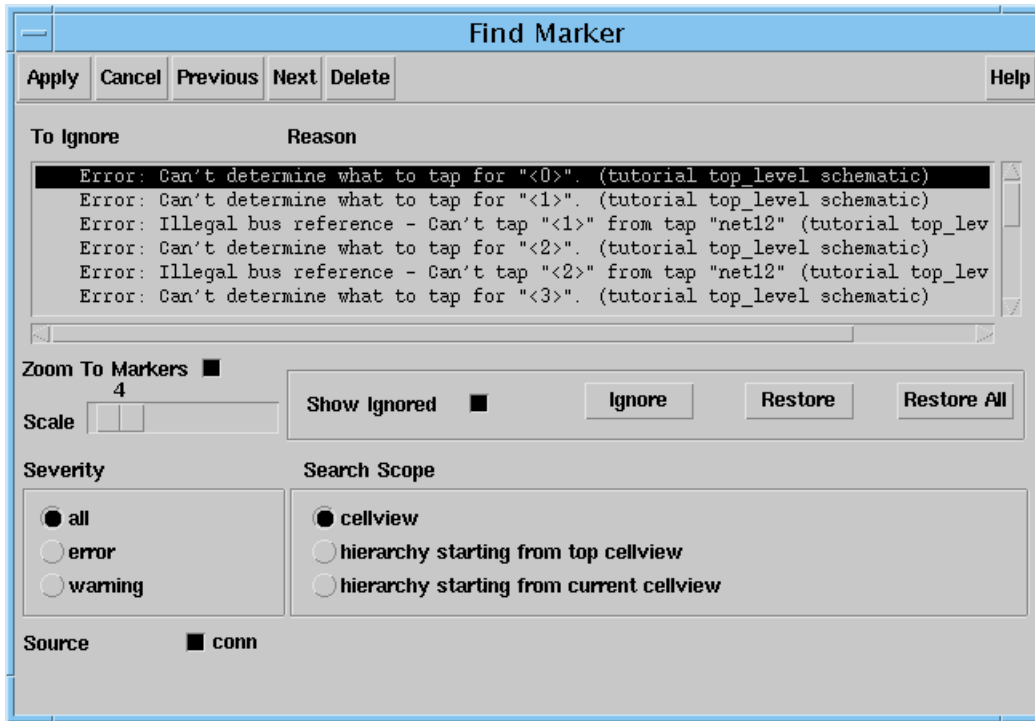 Find Marker
Apply Cancel Previous Next Delete Help
To Ignore Reason
Error: Can't determine what to tap for "<0>". (tutorial top_level schematic)
Error: Can't determine what to tap for "<1>". (tutorial top_level schematic)
Error: Illegal bus reference - Can't tap "<1>" from tap "net12" (tutorial top_lev
Error: Can't determine what to tap for "<2>". (tutorial top_level schematic)
Error: Illegal bus reference - Can't tap "<2>" from tap "net12" (tutorial top_lev
Error: Can't determine what to tap for "<3>". (tutorial top_level schematic)
Zoom To Markers
4
Scale
Show Ignored Ignore Restore Restore All
Severity Search Scope
all cellview
error hierarchy starting from top cellview
warning hierarchy starting from current cellview
Source conn